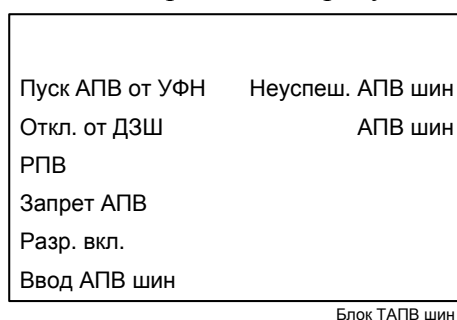 Пуск АПВ от УФН Неуспеш. АПВ шин
Откл. от ДЗШ АПВ шин
РПВ
Запрет АПВ
Разр. вкл.
Ввод АПВ шин
Блок ТАПВ шин